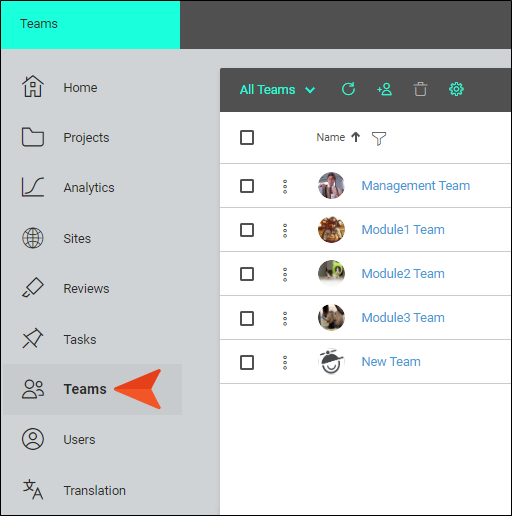 Teams
Home
Projects
Analytics
Sites
Reviews
Tasks
Teams
Users
Translation
All Teams
Name
Management Team
Module1 Team
Module2 Team
Module3 Team
New Team